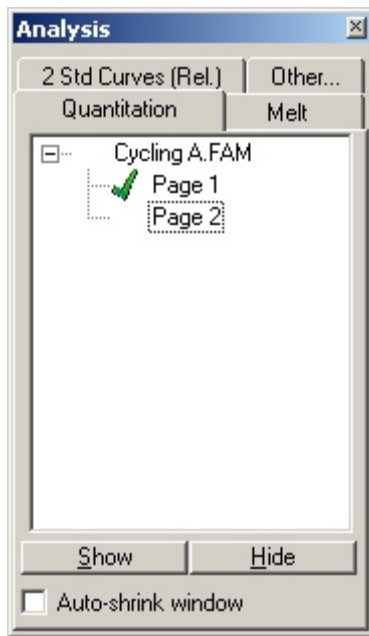 Analysis
2 Std Curves (Rel.) Other...
Quantitation Melt
Cycling A.FAM
Page 1
Page 2
Show Hide
Auto-shrink window